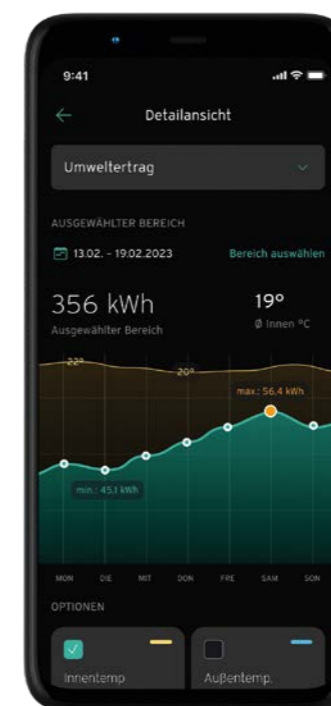 9:41
Detailansicht
Umweltertrag
AUSGEWÄHLTER BEREICH
13.02. - 19.02.2023 Bereich auswählen
356 kWh 19°
Ausgewählter Bereich Ø Innen °C
22° 20°
max.: 56,4 kWh
min.: 45,1 kWh
MON DIE MIT DON FRE SAM SON
OPTIONEN
Innentemp Außentemp.